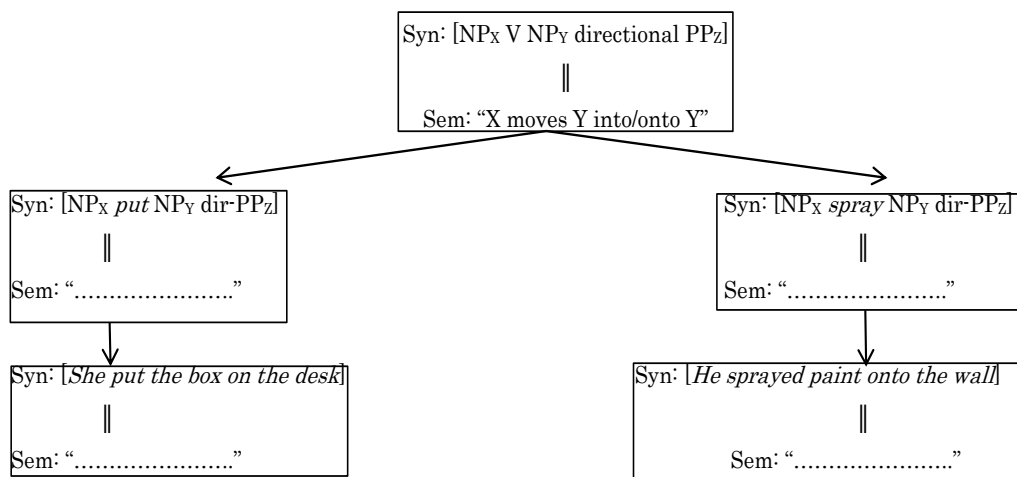 Syn: [NPX V NPY directional PPZ]
‖
Sem: “X moves Y into/onto Y”
Syn: [NPX put NPY dir-PPZ]
‖
Sem: “…………………….”
Syn: [NPX spray NPY dir-PPZ]
‖
Sem: “…………………..”
Syn: [She put the box on the desk]
‖
Sem: “…………………….”
Syn: [He sprayed paint onto the wall]
‖
Sem: “…………………..”